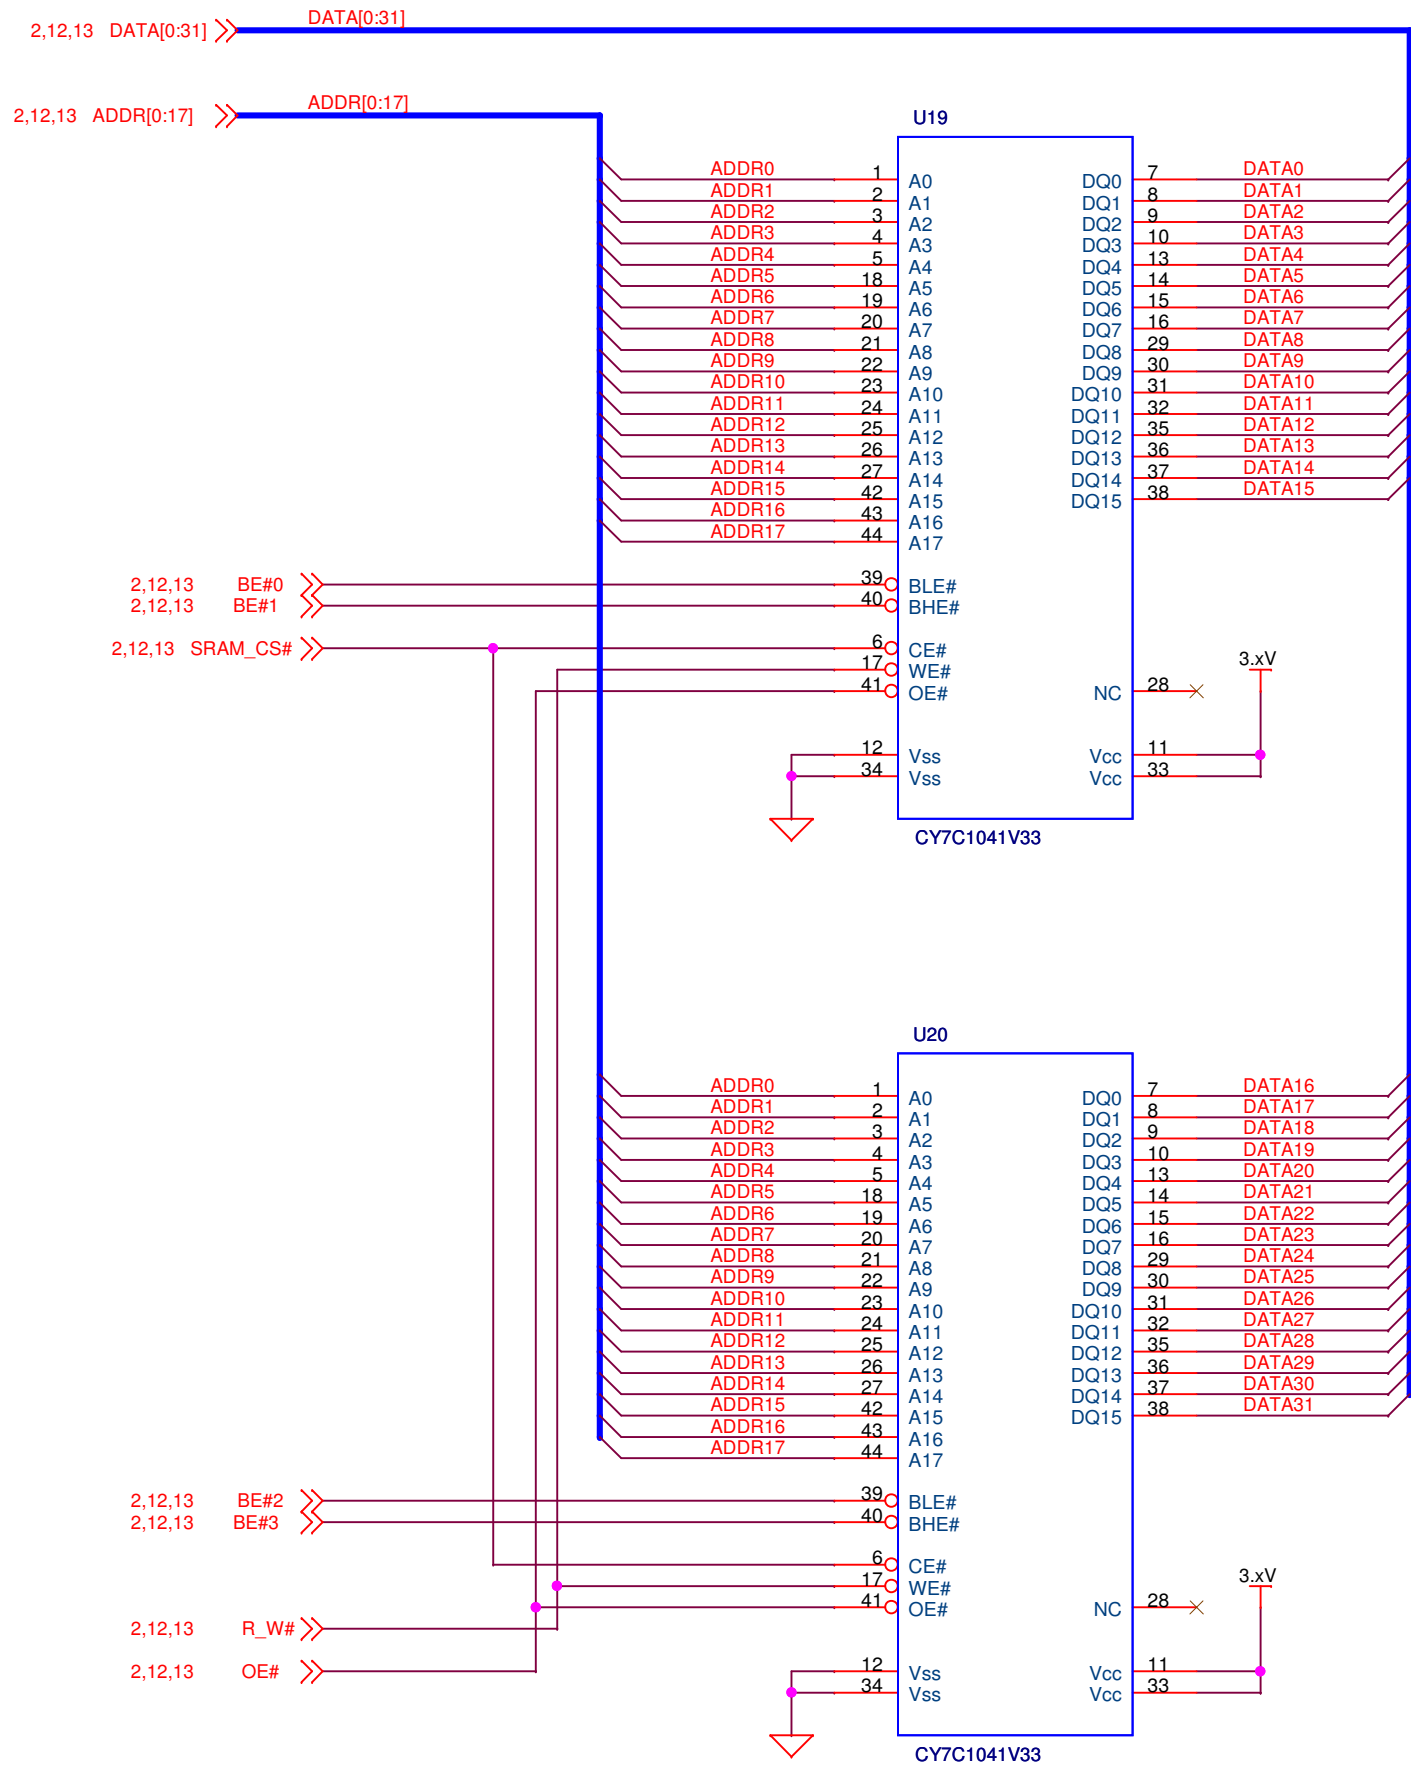 2,12,13 DATA[0:31] DATA[0:31]
2,12,13 ADDR[0:17] ADDR[0:17]
U19
ADDR0 1 A0 DQ0 7 DATA0
ADDR1 2 A1 DQ1 8 DATA1
ADDR2 3 A2 DQ2 9 DATA2
ADDR3 4 A3 DQ3 10 DATA3
ADDR4 5 A4 DQ4 13 DATA4
ADDR5 18 A5 DQ5 14 DATA5
ADDR6 19 A6 DQ6 15 DATA6
ADDR7 20 A7 DQ7 16 DATA7
ADDR8 21 A8 DQ8 29 DATA8
ADDR9 22 A9 DQ9 30 DATA9
ADDR10 23 A10 DQ10 31 DATA10
ADDR11 24 A11 DQ11 32 DATA11
ADDR12 25 A12 DQ12 35 DATA12
ADDR13 26 A13 DQ13 36 DATA13
ADDR14 27 A14 DQ14 37 DATA14
ADDR15 42 A15 DQ15 38 DATA15
ADDR16 43 A16
ADDR17 44 A17
2,12,13 BE#0 39 BLE#
2,12,13 BE#1 40 BHE#
2,12,13 SRAM_CS# 6 CE#
3.xV
17 WE#
41 OE# NC 28
12 Vss Vcc 11
34 Vss Vcc 33
CY7C1041V33
U20
ADDR0 1 A0 DQ0 7 DATA16
ADDR1 2 A1 DQ1 8 DATA17
ADDR2 3 A2 DQ2 9 DATA18
ADDR3 4 A3 DQ3 10 DATA19
ADDR4 5 A4 DQ4 13 DATA20
ADDR5 18 A5 DQ5 14 DATA21
ADDR6 19 A6 DQ6 15 DATA22
ADDR7 20 A7 DQ7 16 DATA23
ADDR8 21 A8 DQ8 29 DATA24
ADDR9 22 A9 DQ9 30 DATA25
ADDR10 23 A10 DQ10 31 DATA26
ADDR11 24 A11 DQ11 32 DATA27
ADDR12 25 A12 DQ12 35 DATA28
ADDR13 26 A13 DQ13 36 DATA29
ADDR14 27 A14 DQ14 37 DATA30
ADDR15 42 A15 DQ15 38 DATA31
ADDR16 43 A16
ADDR17 44 A17
2,12,13 BE#2 39 BLE#
2,12,13 BE#3 40 BHE#
6 CE#
3.xV
17 WE#
41 OE# NC 28
2,12,13 R_W#
2,12,13 OE# 12 Vss Vcc 11
34 Vss Vcc 33
CY7C1041V33